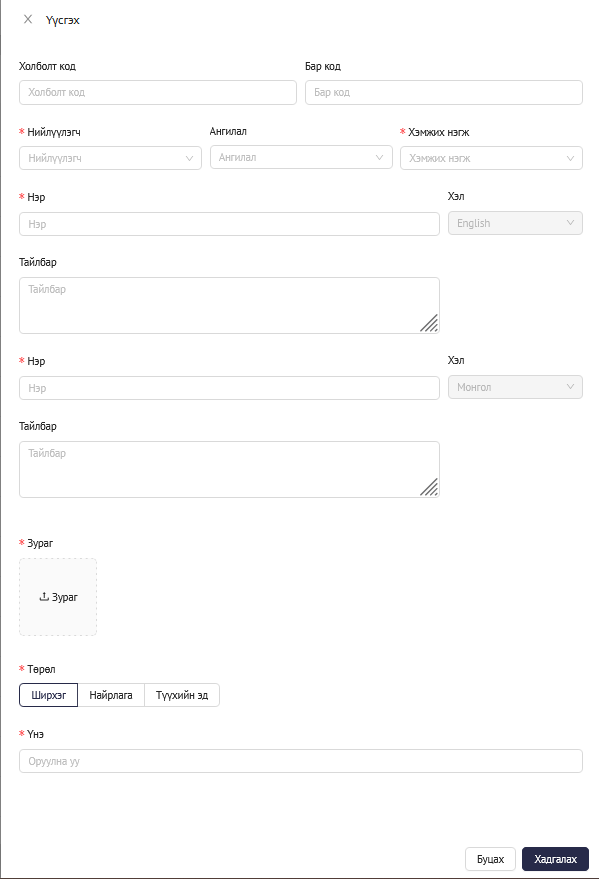 Үүсгэх
Холболт код Бар код
Холболт код Бар код
* Нийлүүлэгч Ангилал * Хэмжих нэгж
Нийлүүлэгч Ангилал Хэмжих нэгж
* Нэр Хэл
Нэр English
Тайлбар
Тайлбар
* Нэр Хэл
Нэр Монгол
Тайлбар
Тайлбар
* Зураг
Зураг
* Төрөл
Ширхэг Найрлага Түүхийн эд
* Үнэ
Оруулна уу
Буцах Хадгалах